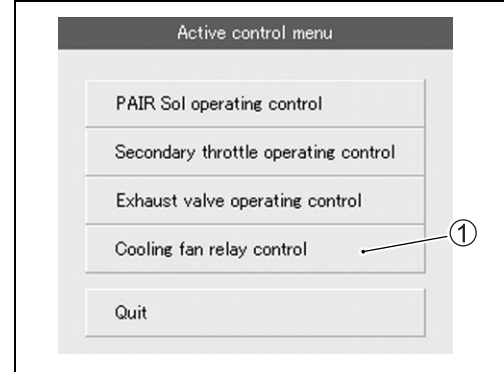 Active control menu
PAIR Sol operating control
Secondary throttle operating control
Exhaust valve operating control
Cooling fan relay control
①
Quit